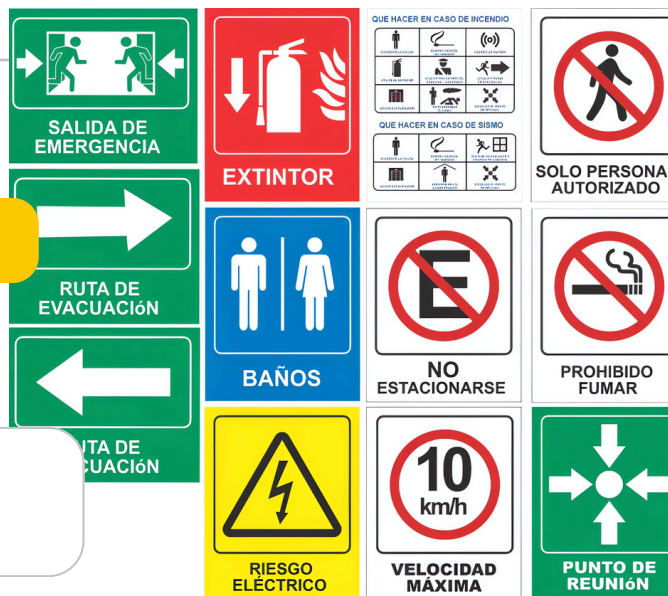 SALIDA DE
EMERGENCIA
EXTINTOR
QUE HACER EN CASO DE INCENDIO
QUE HACER EN CASO DE SISMO
SOLO PERSONA
AUTORIZADO
RUTA DE
EVACUACIóN
BAÑOS
E
NO
ESTACIONARSE
PROHIBIDO
FUMAR
UTA DE
CUACIóN
RIESGO
ELÉCTRICO
10
km/h
VELOCIDAD
MÁXIMA
PUNTO DE
REUNIóN